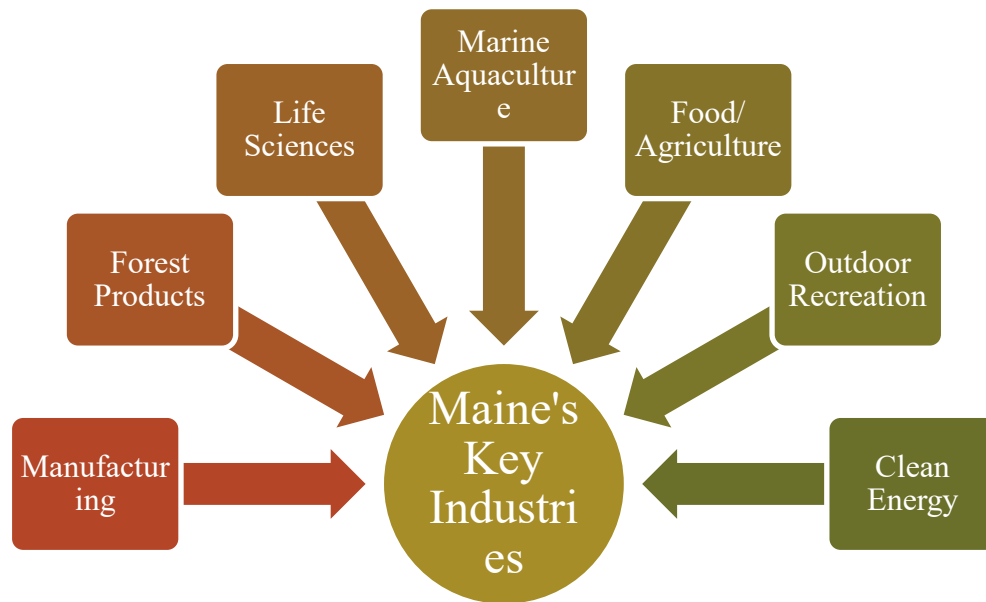 Marine
Aquacultur
e
Life
Sciences
Food/
Agriculture
Forest
Products
Outdoor
Recreation
Manufactur
ing
Maine's
Key
Industri
es
Clean
Energy